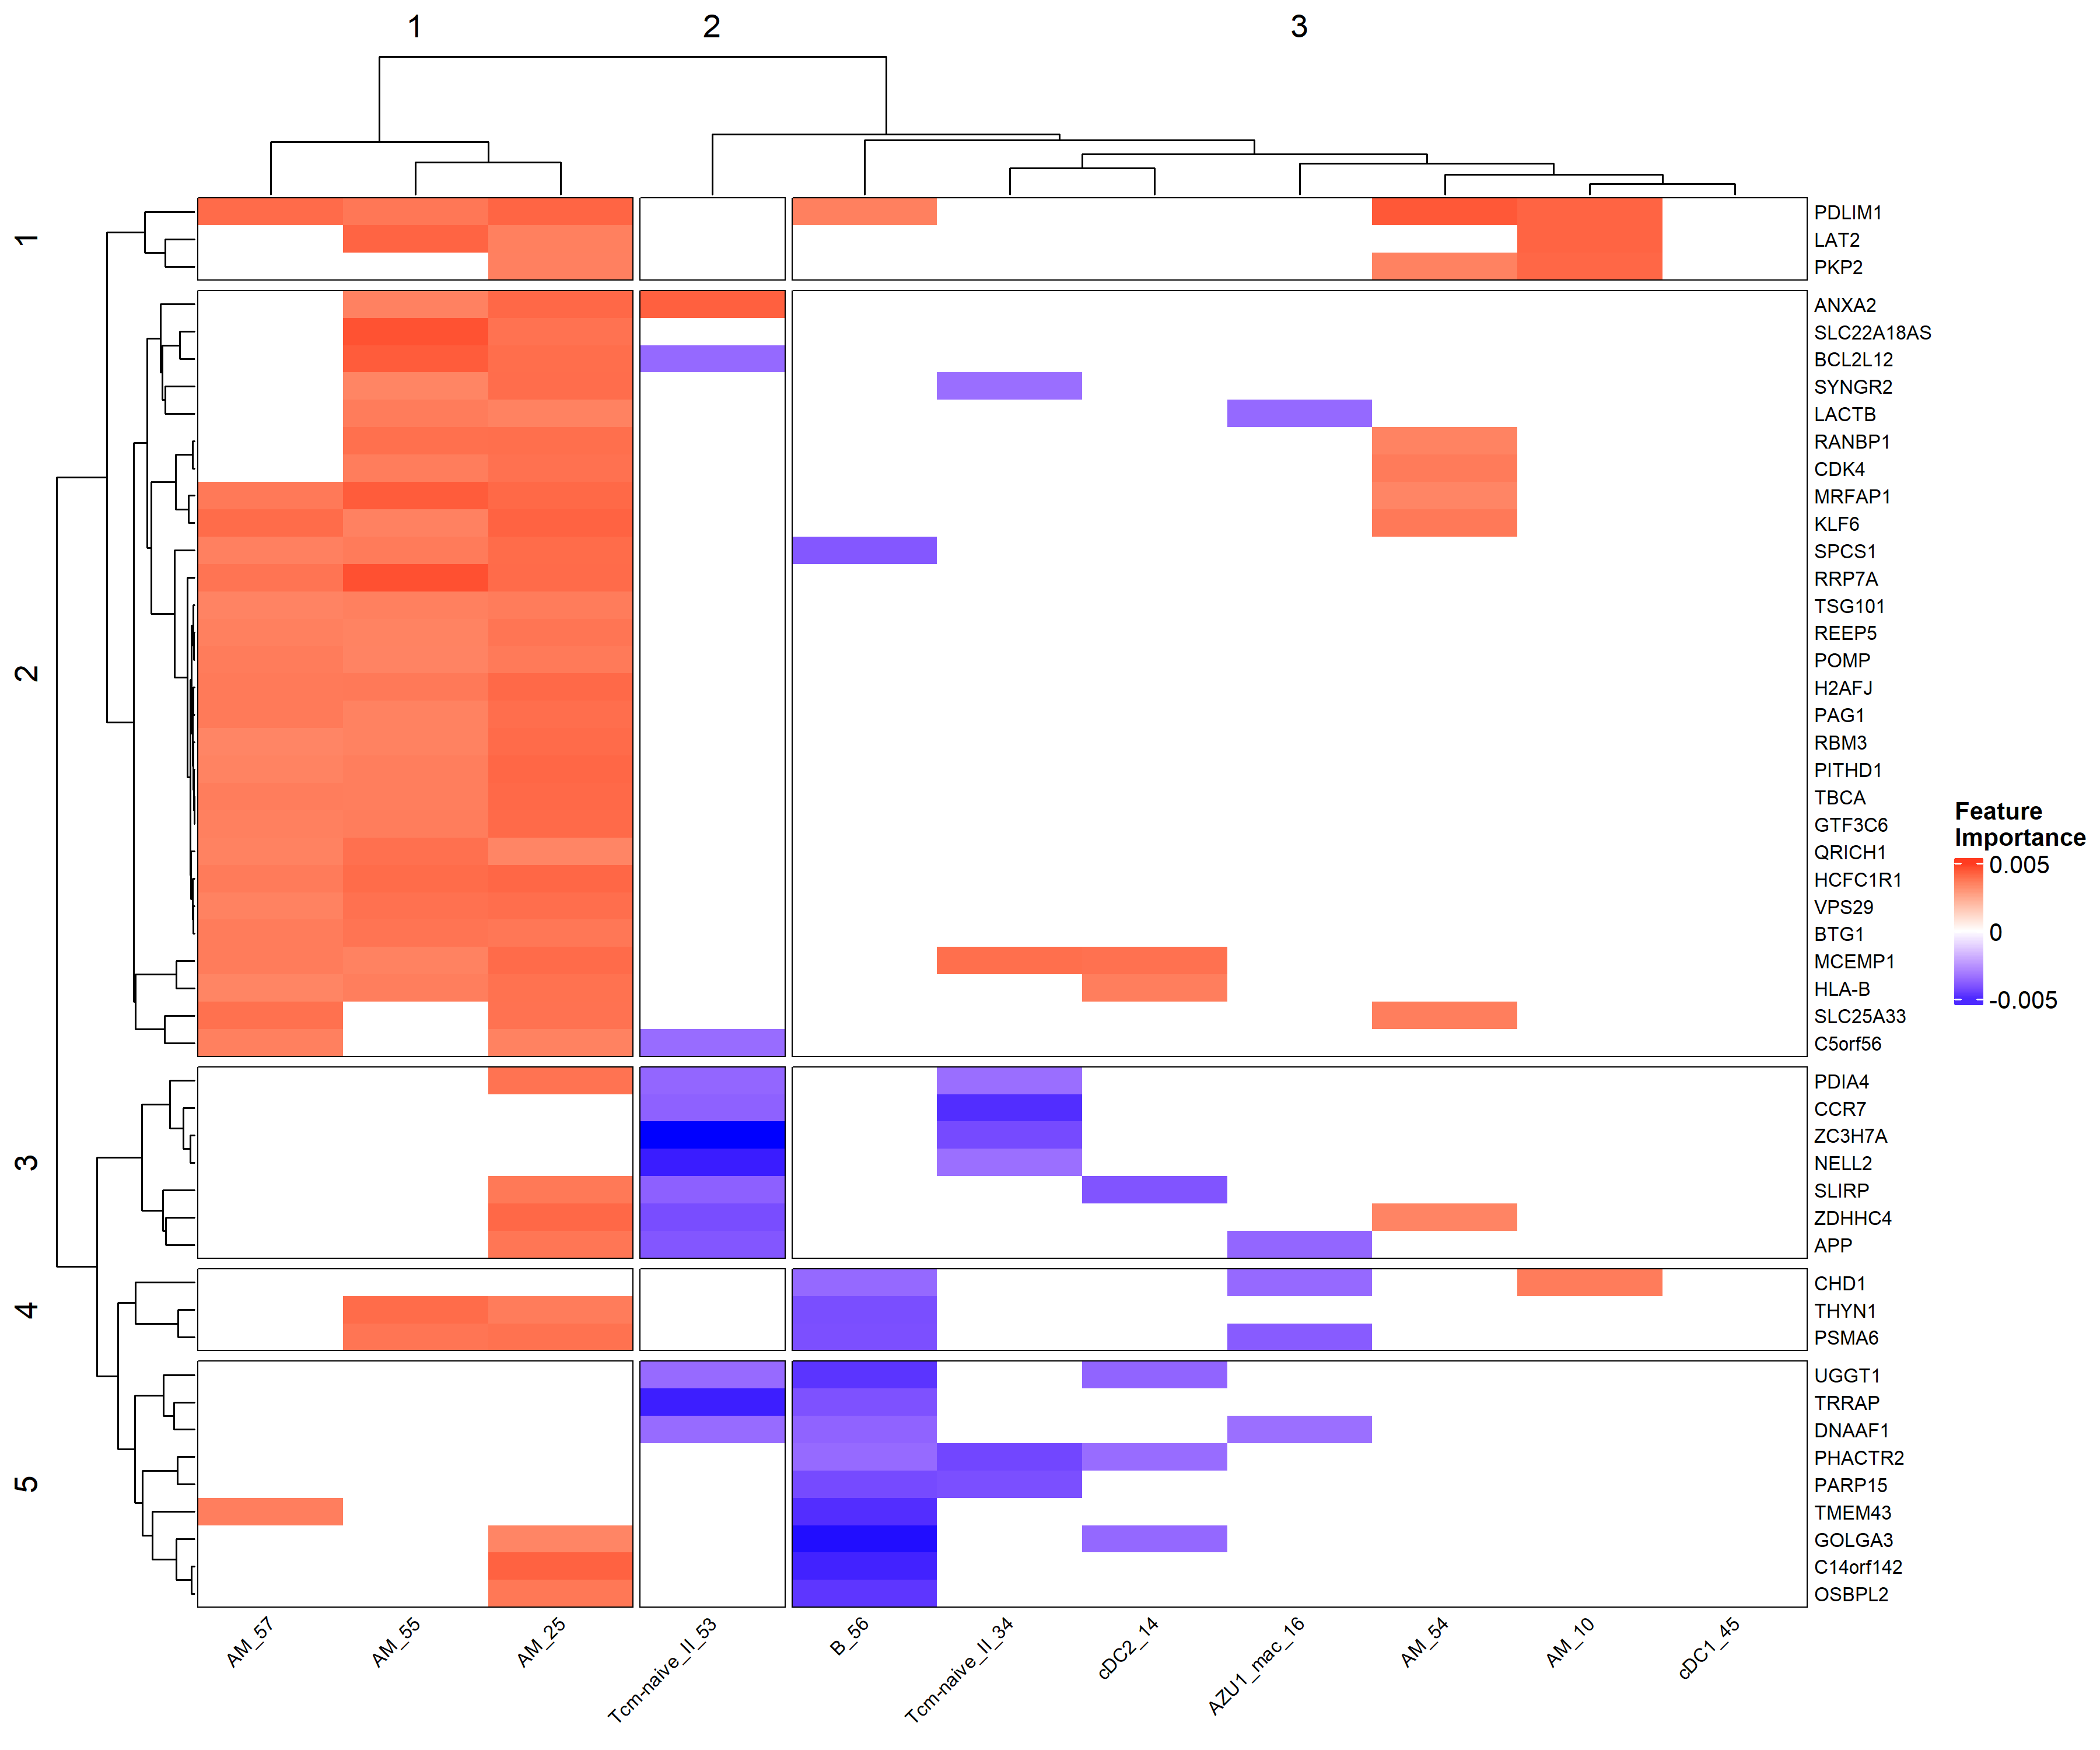 1
2
3
1
2
3
4
5
PDLIM1
LAT2
PKP2
ANXA2
SLC22A18AS
BCL2L12
SYNGR2
LACTB
RANBP1
CDK4
MRFAP1
KLF6
SPCS1
RRP7A
TSG101
REEP5
POMP
H2AFJ
PAG1
RBM3
PITHD1
TBCA
GTF3C6
QRICH1
HCFC1R1
VPS29
BTG1
MCEMP1
HLA-B
SLC25A33
C5orf56
PDIA4
CCR7
ZC3H7A
NELL2
SLIRP
ZDHHC4
APP
CHD1
THYN1
PSMA6
UGGT1
TRRAP
DNAAF1
PHACTR2
PARP15
TMEM43
GOLGA3
C14orf142
OSBPL2
Feature
Importance
0.005
0
-0.005
AM_57
AM_55
AM_25
Tcm-naive_II_53
B_56
Tcm-naive_II_34
cDC2_14
AZU1_mac_16
AM_54
AM_10
cDC1_45